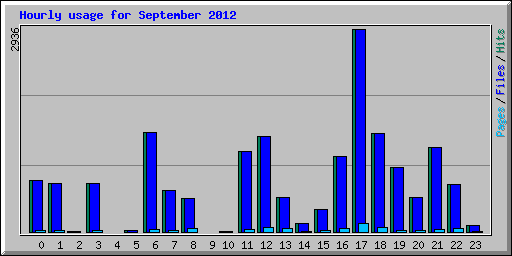 Hourly usage for September 2012
2936
Pages / Files / Hits
0 1 2 3 4 5 6 7 8 9 10 11 12 13 14 15 16 17 18 19 20 21 22 23